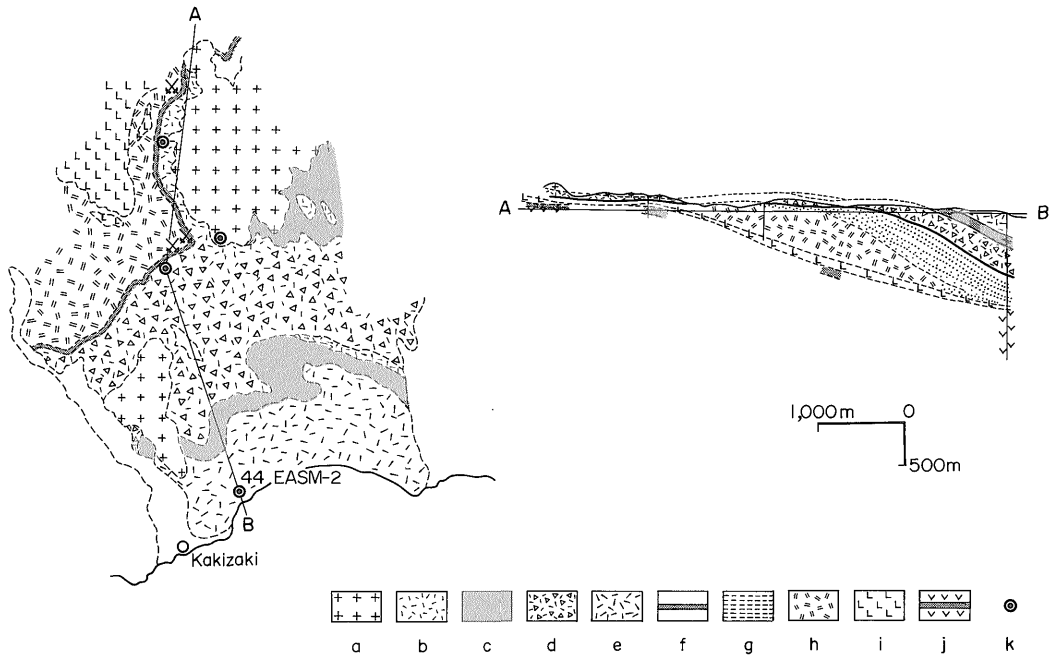 A
A
B
1,000m 0
500m
44 EASM-2
B
Kakizaki
a b c d e f g h i j k